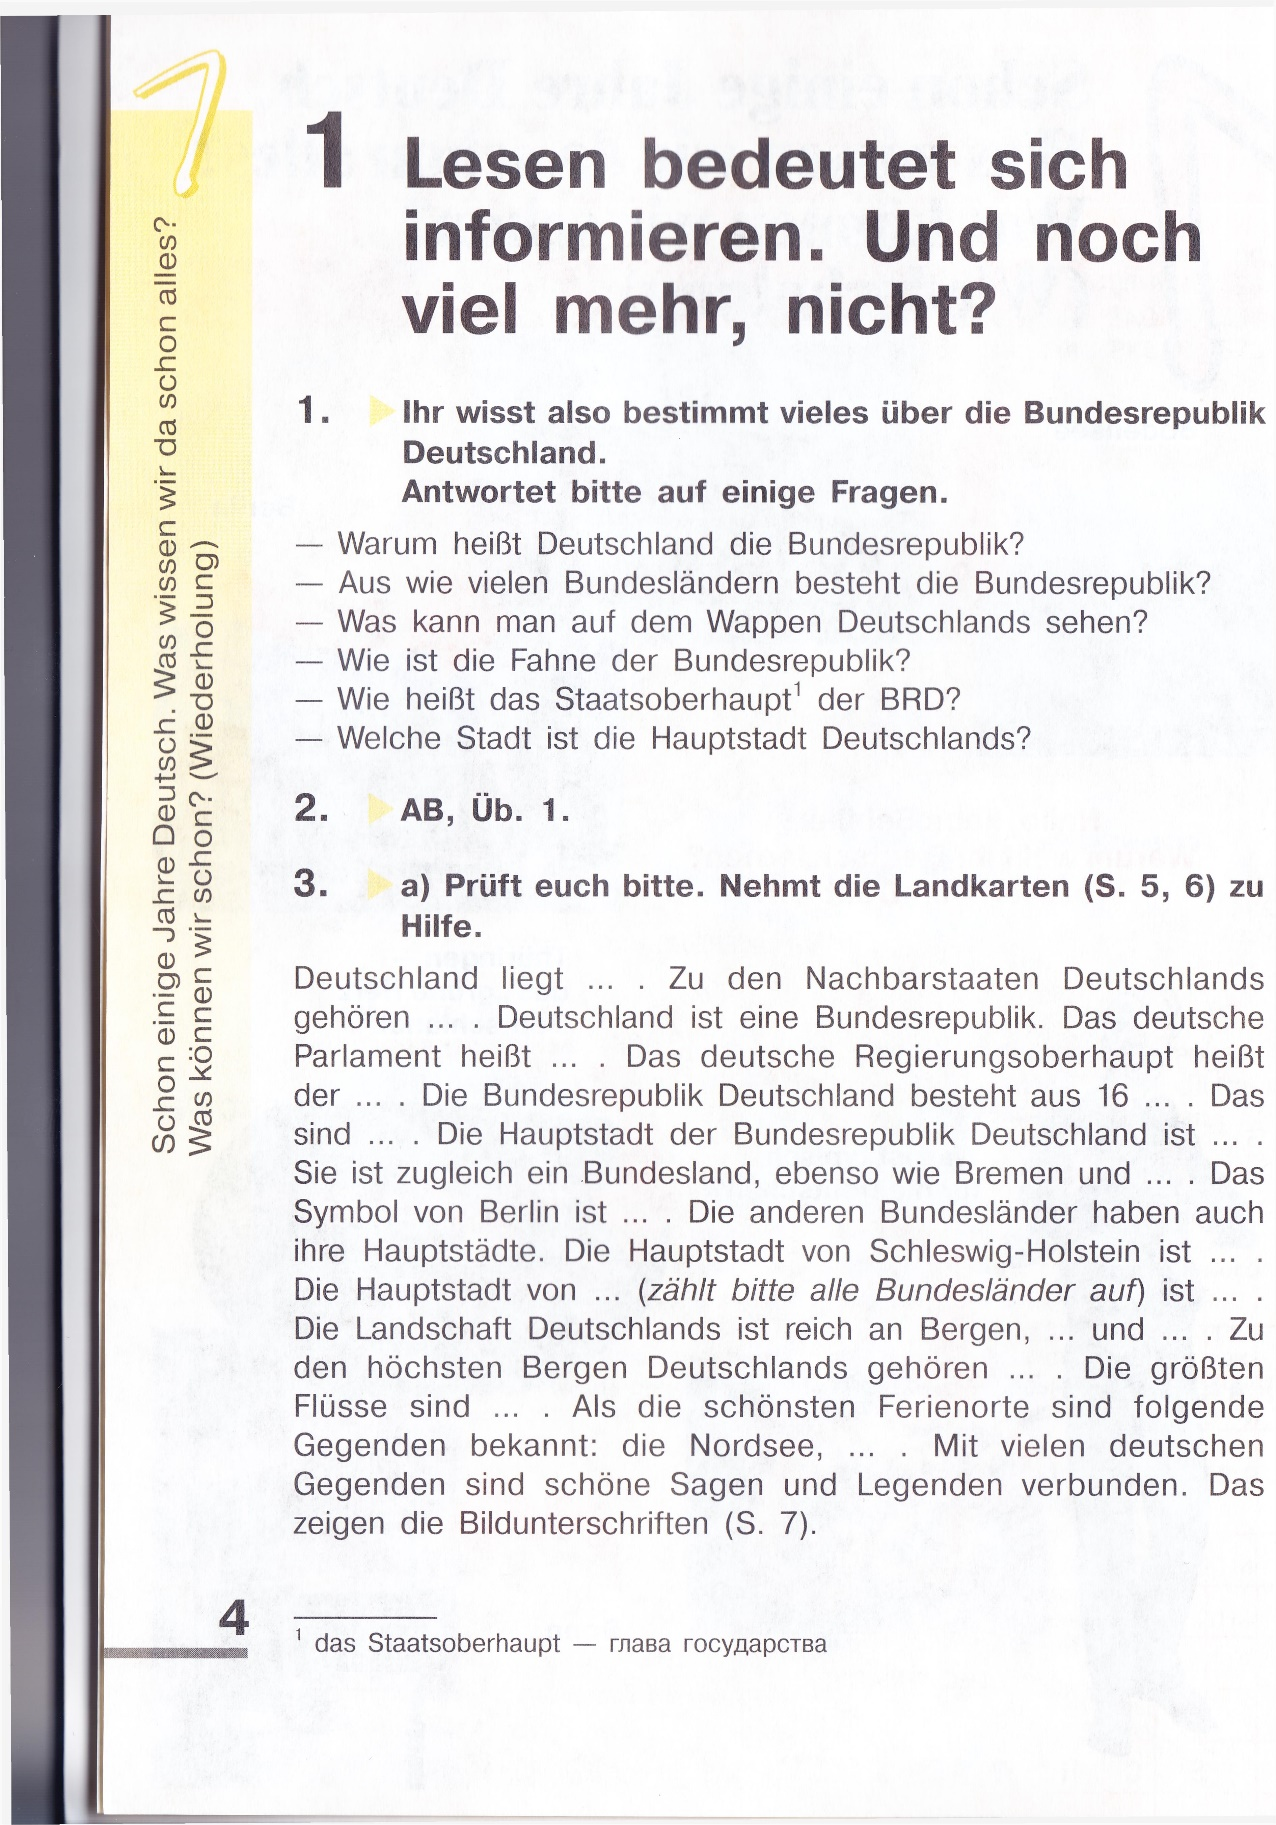 Schon einige Jahre Deutsch. Was wissen wir da schon alles?
Was können wir schon? (Wiederholung)
1 Lesen bedeutet sich
informieren. Und noch
viel mehr, nicht?
1. Ihr wisst also bestimmt vieles über die Bundesrepublik
Deutschland.
Antwortet bitte auf einige Fragen.
— Warum heißt Deutschland die Bundesrepublik?
— Aus wie vielen Bundesländern besteht die Bundesrepublik?
— Was kann man auf dem Wappen Deutschlands sehen?
— Wie ist die Fahne der Bundesrepublik?
— Wie heißt das Staatsoberhaupt¹ der BRD?
— Welche Stadt ist die Hauptstadt Deutschlands?
2. AB, Üb. 1.
3. a) Prüft euch bitte. Nehmt die Landkarten (S. 5, 6) zu
Hilfe.
Deutschland liegt ... . Zu den Nachbarstaaten Deutschlands
gehören ... . Deutschland ist eine Bundesrepublik. Das deutsche
Parlament heißt ... . Das deutsche Regierungsoberhaupt heißt
der ... . Die Bundesrepublik Deutschland besteht aus 16 ... . Das
sind ... . Die Hauptstadt der Bundesrepublik Deutschland ist ... .
Sie ist zugleich ein Bundesland, ebenso wie Bremen und ... . Das
Symbol von Berlin ist ... . Die anderen Bundesländer haben auch
ihre Hauptstädte. Die Hauptstadt von Schleswig-Holstein ist ... .
Die Hauptstadt von ... (zählt bitte alle Bundesländer auf) ist ... .
Die Landschaft Deutschlands ist reich an Bergen, ... und ... . Zu
den höchsten Bergen Deutschlands gehören ... . Die größten
Flüsse sind ... . Als die schönsten Ferienorte sind folgende
Gegenden bekannt: die Nordsee, ... . Mit vielen deutschen
Gegenden sind schöne Sagen und Legenden verbunden. Das
zeigen die Bildunterschriften (S. 7).
4
¹ das Staatsoberhaupt — глава государства